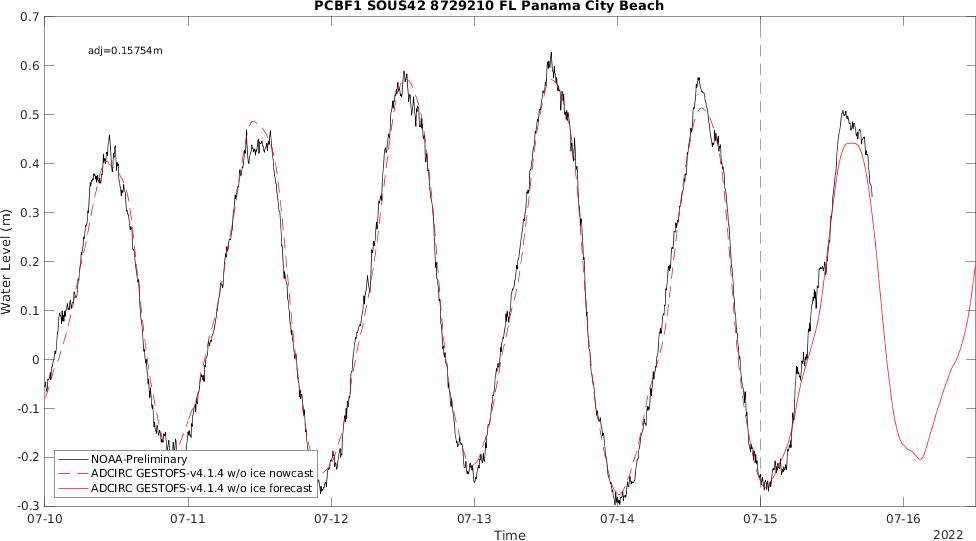 PCBF1 SOUS42 8729210 FL Panama City Beach
adj=0.15754m
0.7
0.6
0.5
0.4
0.3
0.2
0.1
0
-0.1
-0.2
-0.3
Water Level (m)
NOAA-Preliminary
ADCIRC GESTOFS-v4.1.4 w/o ice nowcast
ADCIRC GESTOFS-v4.1.4 w/o ice forecast
07-10 07-11 07-12 07-13 07-14 07-15 07-16
Time
2022